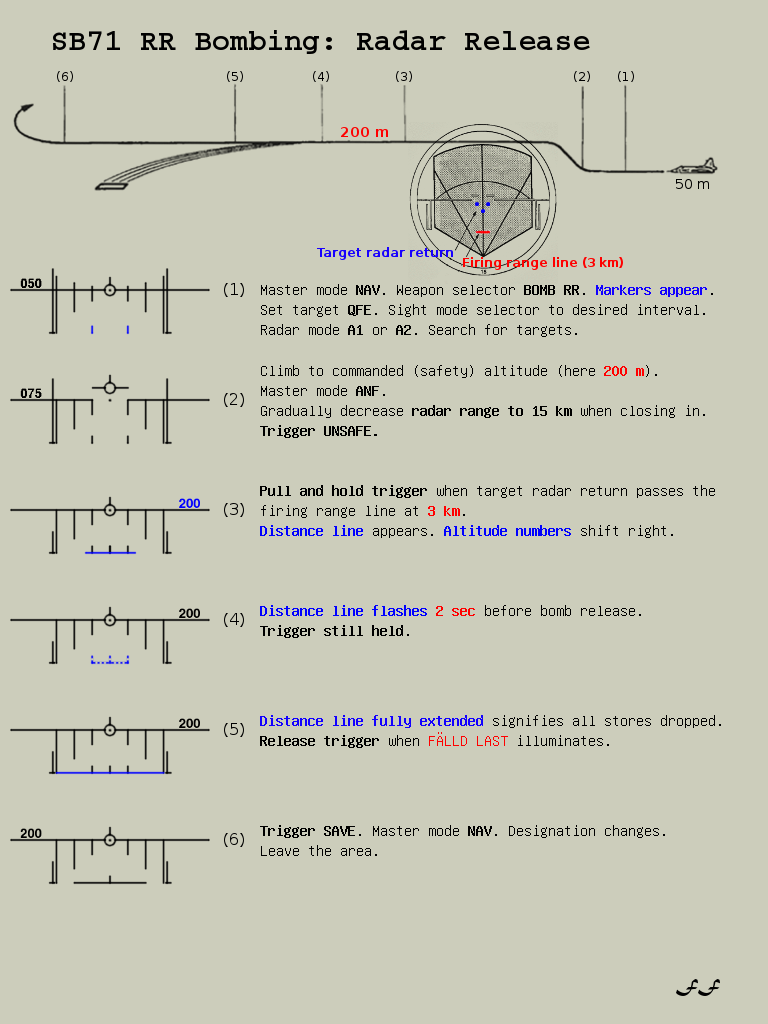 SB71 RR Bombing: Radar Release
(6) (5) (4) (3) (2) (1)
200 m
50 m
Target radar return
Firing range line (3 km)
15
050
(1) Master mode NAV. Weapon selector BOMB RR. Markers appear.
Set target QFE. Sight mode selector to desired interval.
Radar mode A1 or A2. Search for targets.
075
(2) Climb to commanded (safety) altitude (here 200 m).
Master mode ANF.
Gradually decrease radar range to 15 km when closing in.
Trigger UNSAFE.
200
(3) Pull and hold trigger when target radar return passes the
firing range line at 3 km.
Distance line appears. Altitude numbers shift right.
200
(4) Distance line flashes 2 sec before bomb release.
Trigger still held.
200
(5) Distance line fully extended signifies all stores dropped.
Release trigger when FÄLLD LAST illuminates.
200
(6) Trigger SAVE. Master mode NAV. Designation changes.
Leave the area.
ff